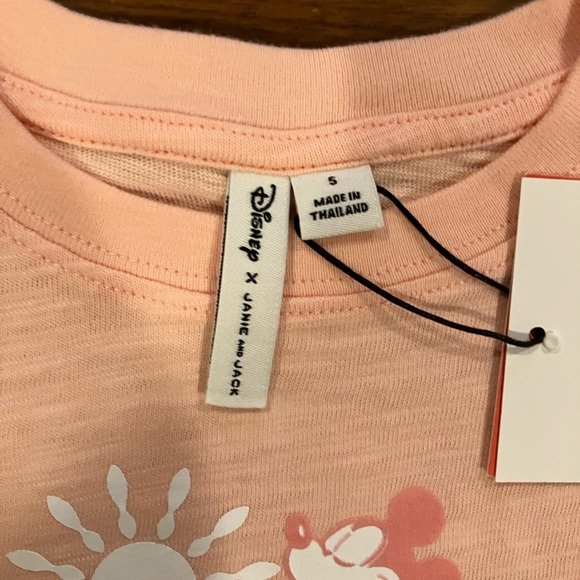 Disney X JANIE AND JACK
5
MADE IN
THAILAND